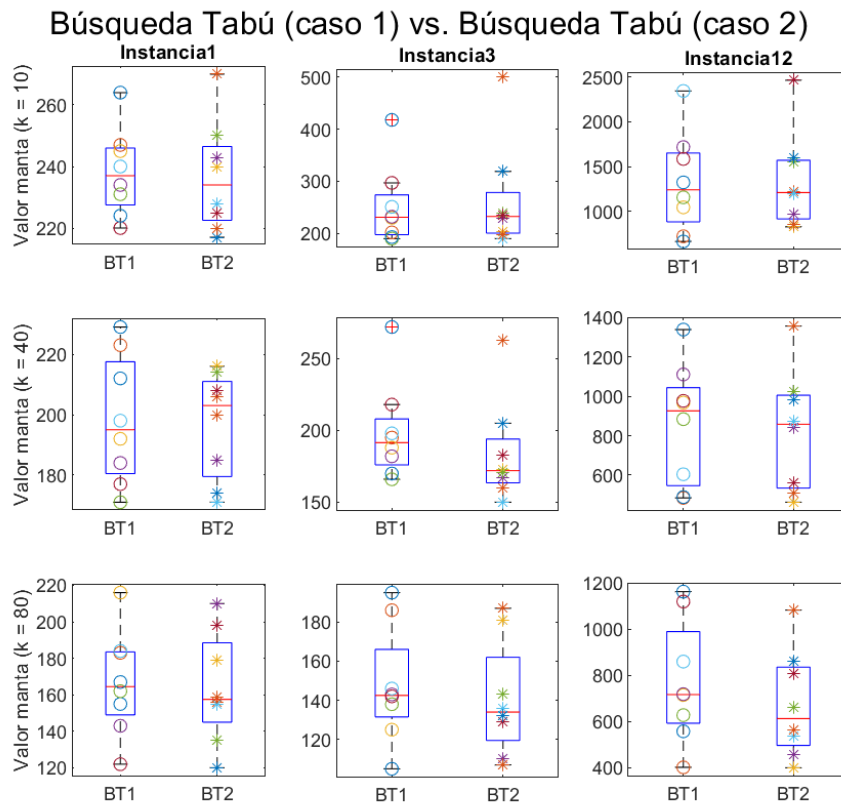 Búsqueda Tabú (caso 1) vs. Búsqueda Tabú (caso 2)
Instancia1
Instancia3
Instancia12
Valor manta (k = 10)
260
240
220
BT1 BT2
500
400
300
200
BT1 BT2
2500
2000
1500
1000
BT1 BT2
Valor manta (k = 40)
220
200
180
BT1 BT2
250
200
150
BT1 BT2
1400
1200
1000
800
600
BT1 BT2
Valor manta (k = 80)
220
200
180
160
140
120
BT1 BT2
180
160
140
120
BT1 BT2
1200
1000
800
600
400
BT1 BT2